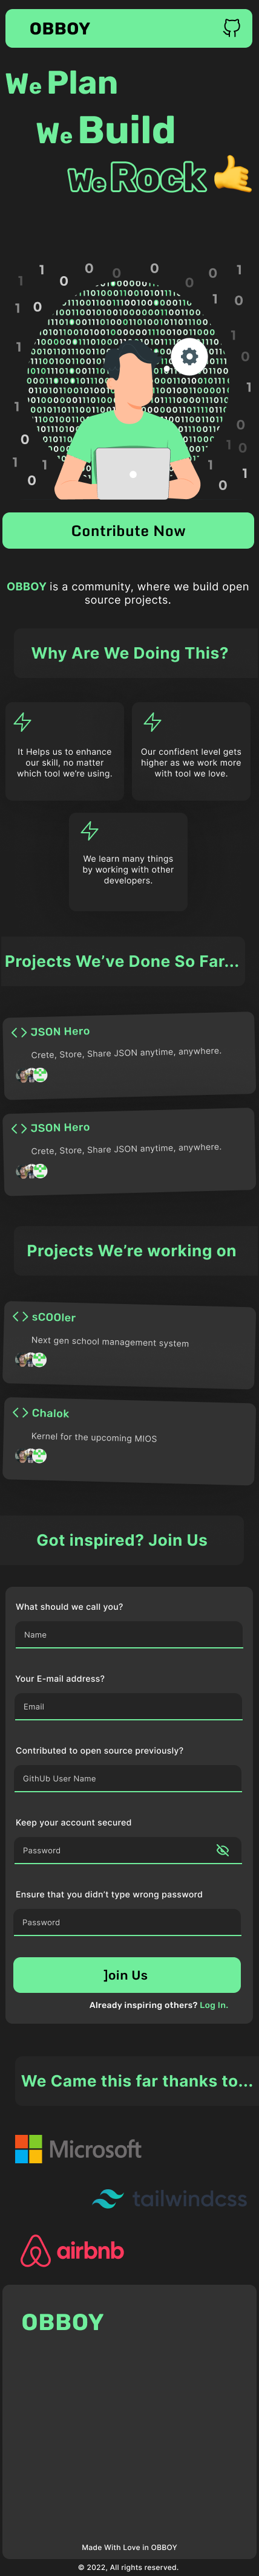 OBBOY
We Plan
We Build
We Rock
Contribute Now
OBBOY is a community, where we build open
source projects.
Why Are We Doing This?
It Helps us to enhance
our skill, no matter
which tool we're using.
Our confident level gets
higher as we work more
with tool we love.
We learn many things
by working with other
developers.
Projects We've Done So Far...
JSON Hero
Crete, Store, Share JSON anytime, anywhere.
JSON Hero
Crete, Store, Share JSON anytime, anywhere.
Projects We're working on
sCOOler
Next gen school management system
Chalok
Kernel for the upcoming MIOS
Got inspired? Join Us
What should we call you?
Name
Your E-mail address?
Email
Contributed to open source previously?
GithUb User Name
Keep your account secured
Password
Ensure that you didn't type wrong password
Password
Join Us
Already inspiring others? Log In.
We Came this far thanks to...
Microsoft
tailwindcss
airbnb
OBBOY
Made With Love in OBBOY
© 2022, All rights reserved.